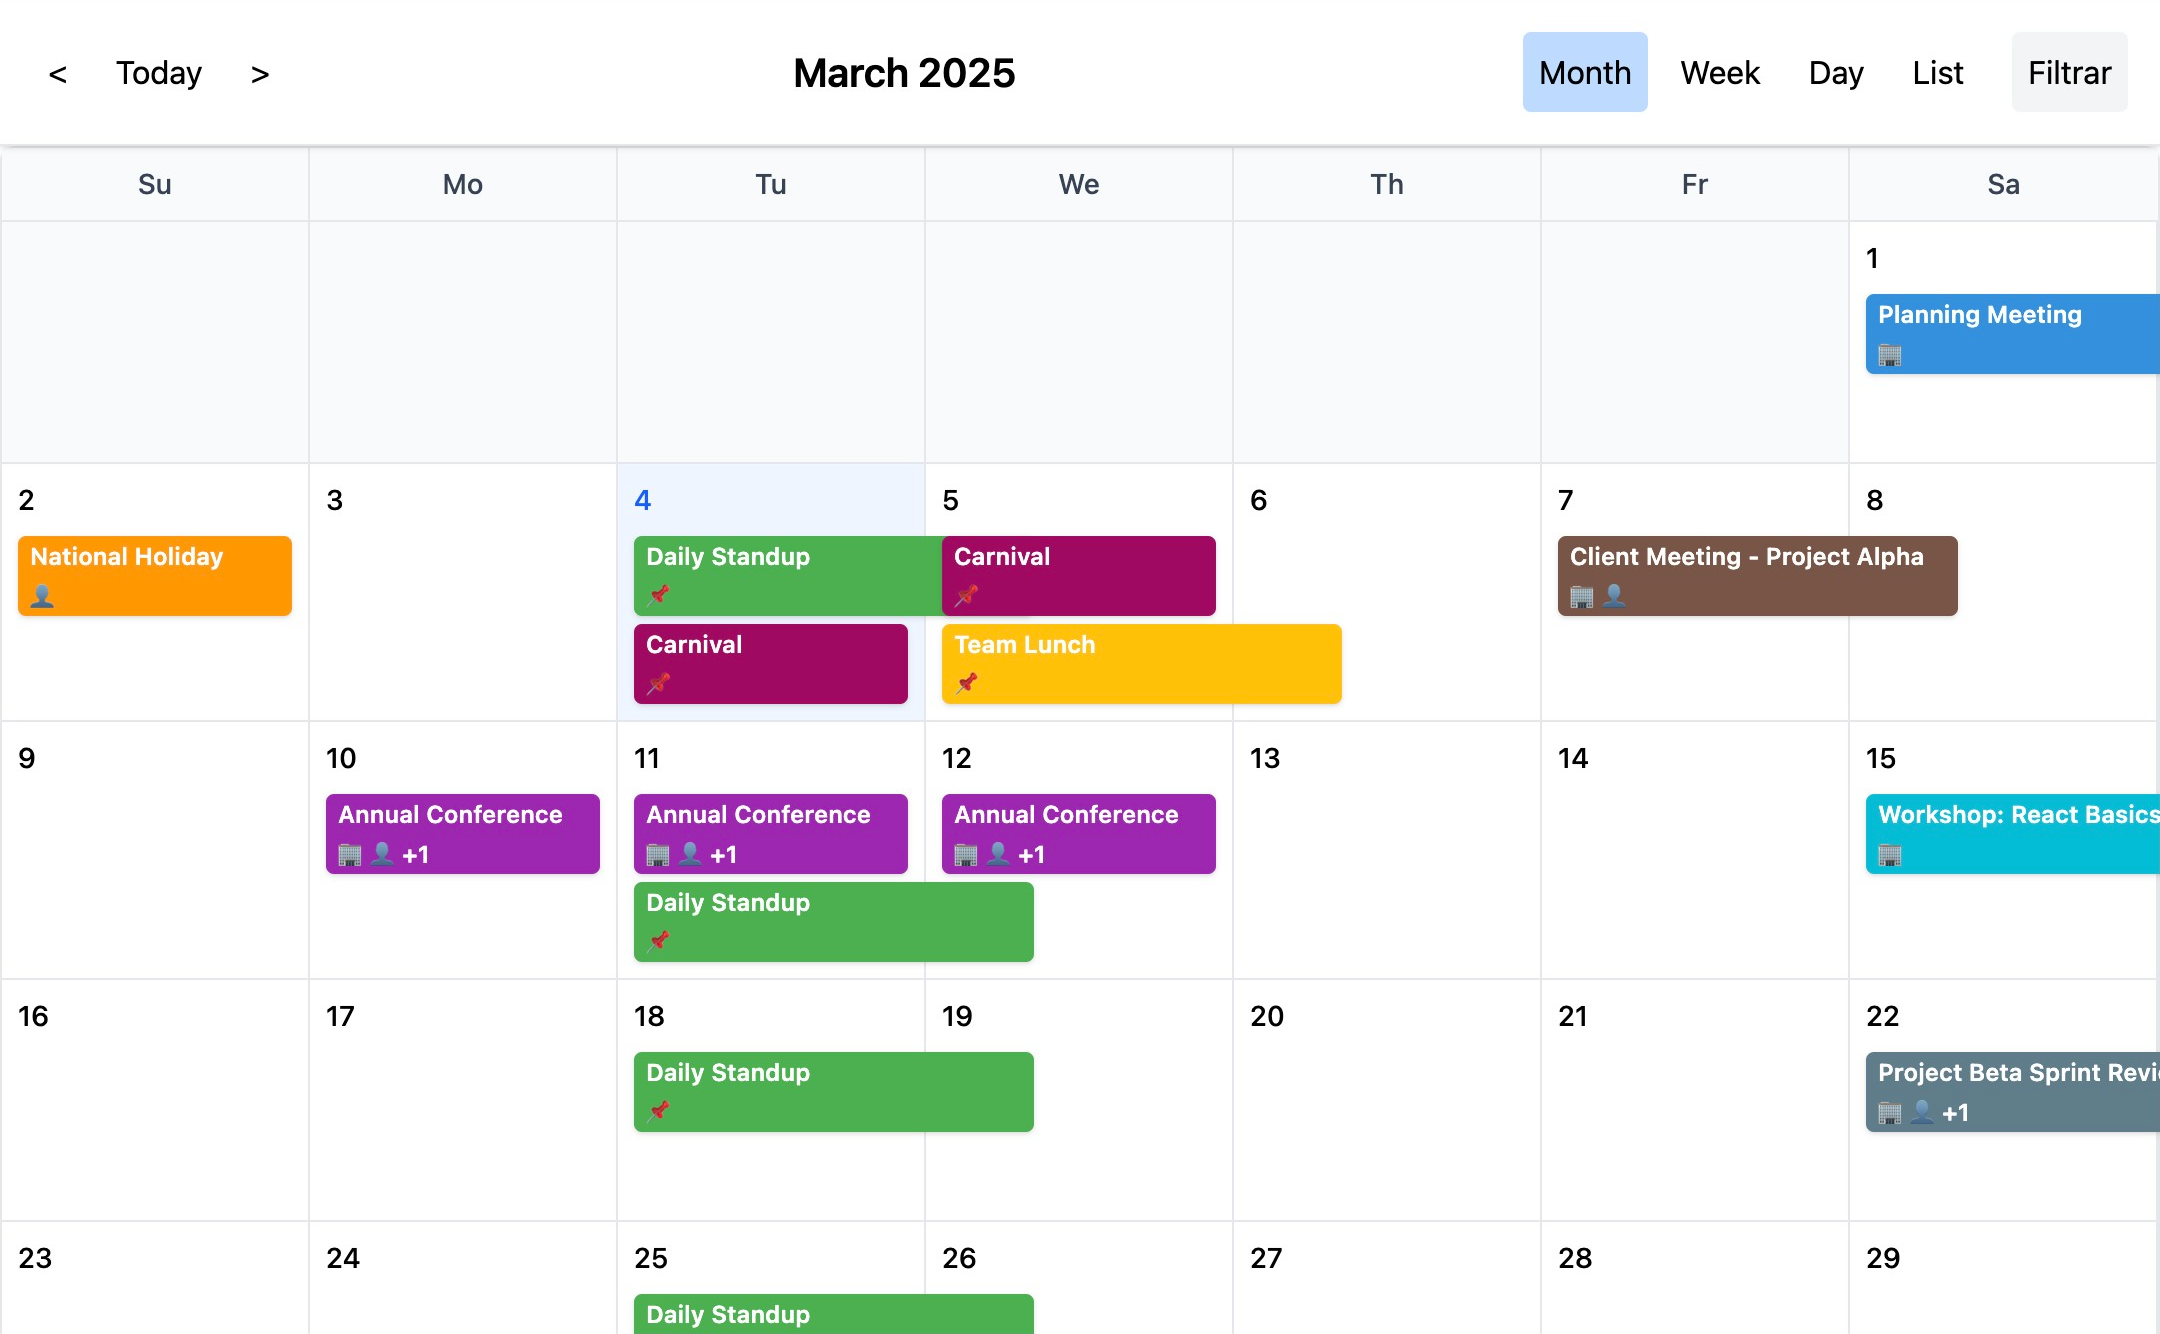 < Today > March 2025 Month Week Day List Filtrar
Su Mo Tu We Th Fr Sa
1
Planning Meeting
2 3 4 5 6 7 8
National Holiday Daily Standup Carnival Client Meeting - Project Alpha
Carnival Team Lunch
9 10 11 12 13 14 15
Annual Conference Annual Conference Annual Conference Workshop: React Basics
+1 +1 +1
Daily Standup
16 17 18 19 20 21 22
Daily Standup Project Beta Sprint
+1
23 24 25 26 27 28 29
Daily Standup